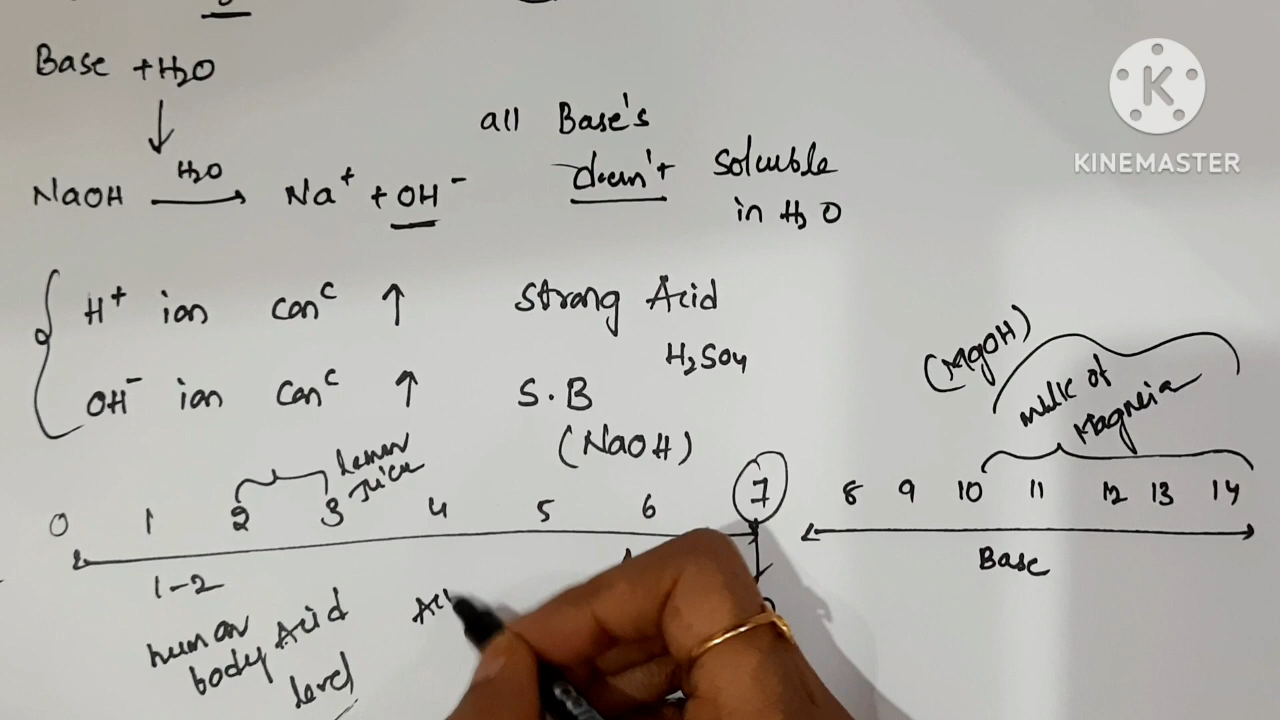 Base + H2O
↓
NaOH —H2O→ Na+ + OH-
all Base's
doesn't soluble
in H2O
H+ ion Conc ↑ Strong Acid
H2SO4
OH- ion Conc ↑ S.B
(NaOH)
(MgOH)
milk of
Magnesia
lemon
Juice
0 1 2 3 4 5 6 7 8 9 10 11 12 13 14
Base
1-2
human
body Acid
level
KINEMASTER